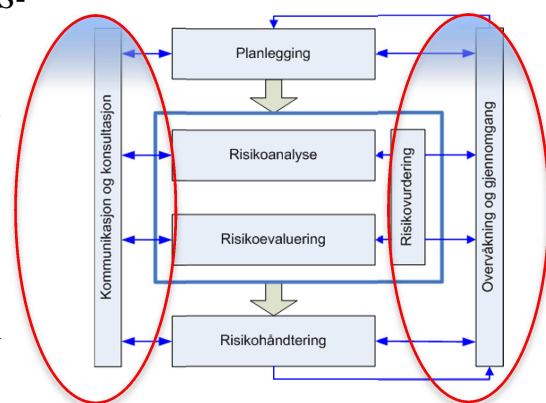 S-
Planlegging
Kommunikasjon og konsultasjon
Risikoanalyse
Risikovurdering
Overvåkning og gjennomgang
Risikoevaluering
Risikohåndtering